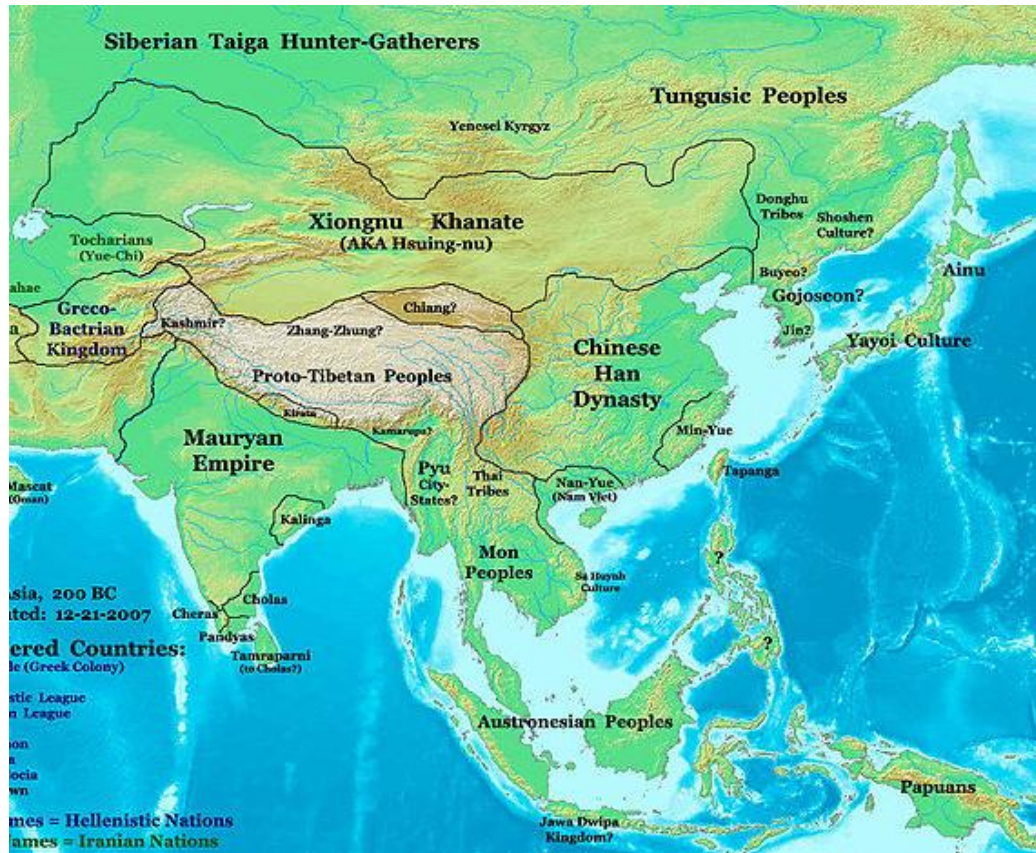 Siberian Taiga Hunter-Gatherers
Tungusic Peoples
Yenesei Kyrgyz
Xiongnu Khanate
(AKA Hsuing-nu)
Donghu
Tribes
Shoshen
Culture?
Tocharians
(Yue-Chi)
ahae
Buyeo?
Ainu
Gojoseon?
Greco-
Bactrian
Kingdom
Kashmir?
Chiang?
Zhang-Zhung?
Jin?
Yayoi Culture
Chinese
Han
Dynasty
Proto-Tibetan Peoples
Kirata
Kamarupa?
Min-Yue
Mauryan
Empire
Pyu
City-
States?
Thai
Tribes
Nan-Yue
(Nam Viet)
Tapanga
Mascat
(Oman)
Kalinga
Mon
Peoples
?
Sa Huynh
Culture
Asia, 200 BC
ated: 12-21-2007
Cholas
Cheras
Pandyas
Tamraparni
(to Cholas?)
?
ered Countries:
le (Greek Colony)
stic League
n League
on
n
ocia
wn
Austronesian Peoples
Papuans
Jawa Dwipa
Kingdom?
ames = Hellenistic Nations
ames = Iranian Nations